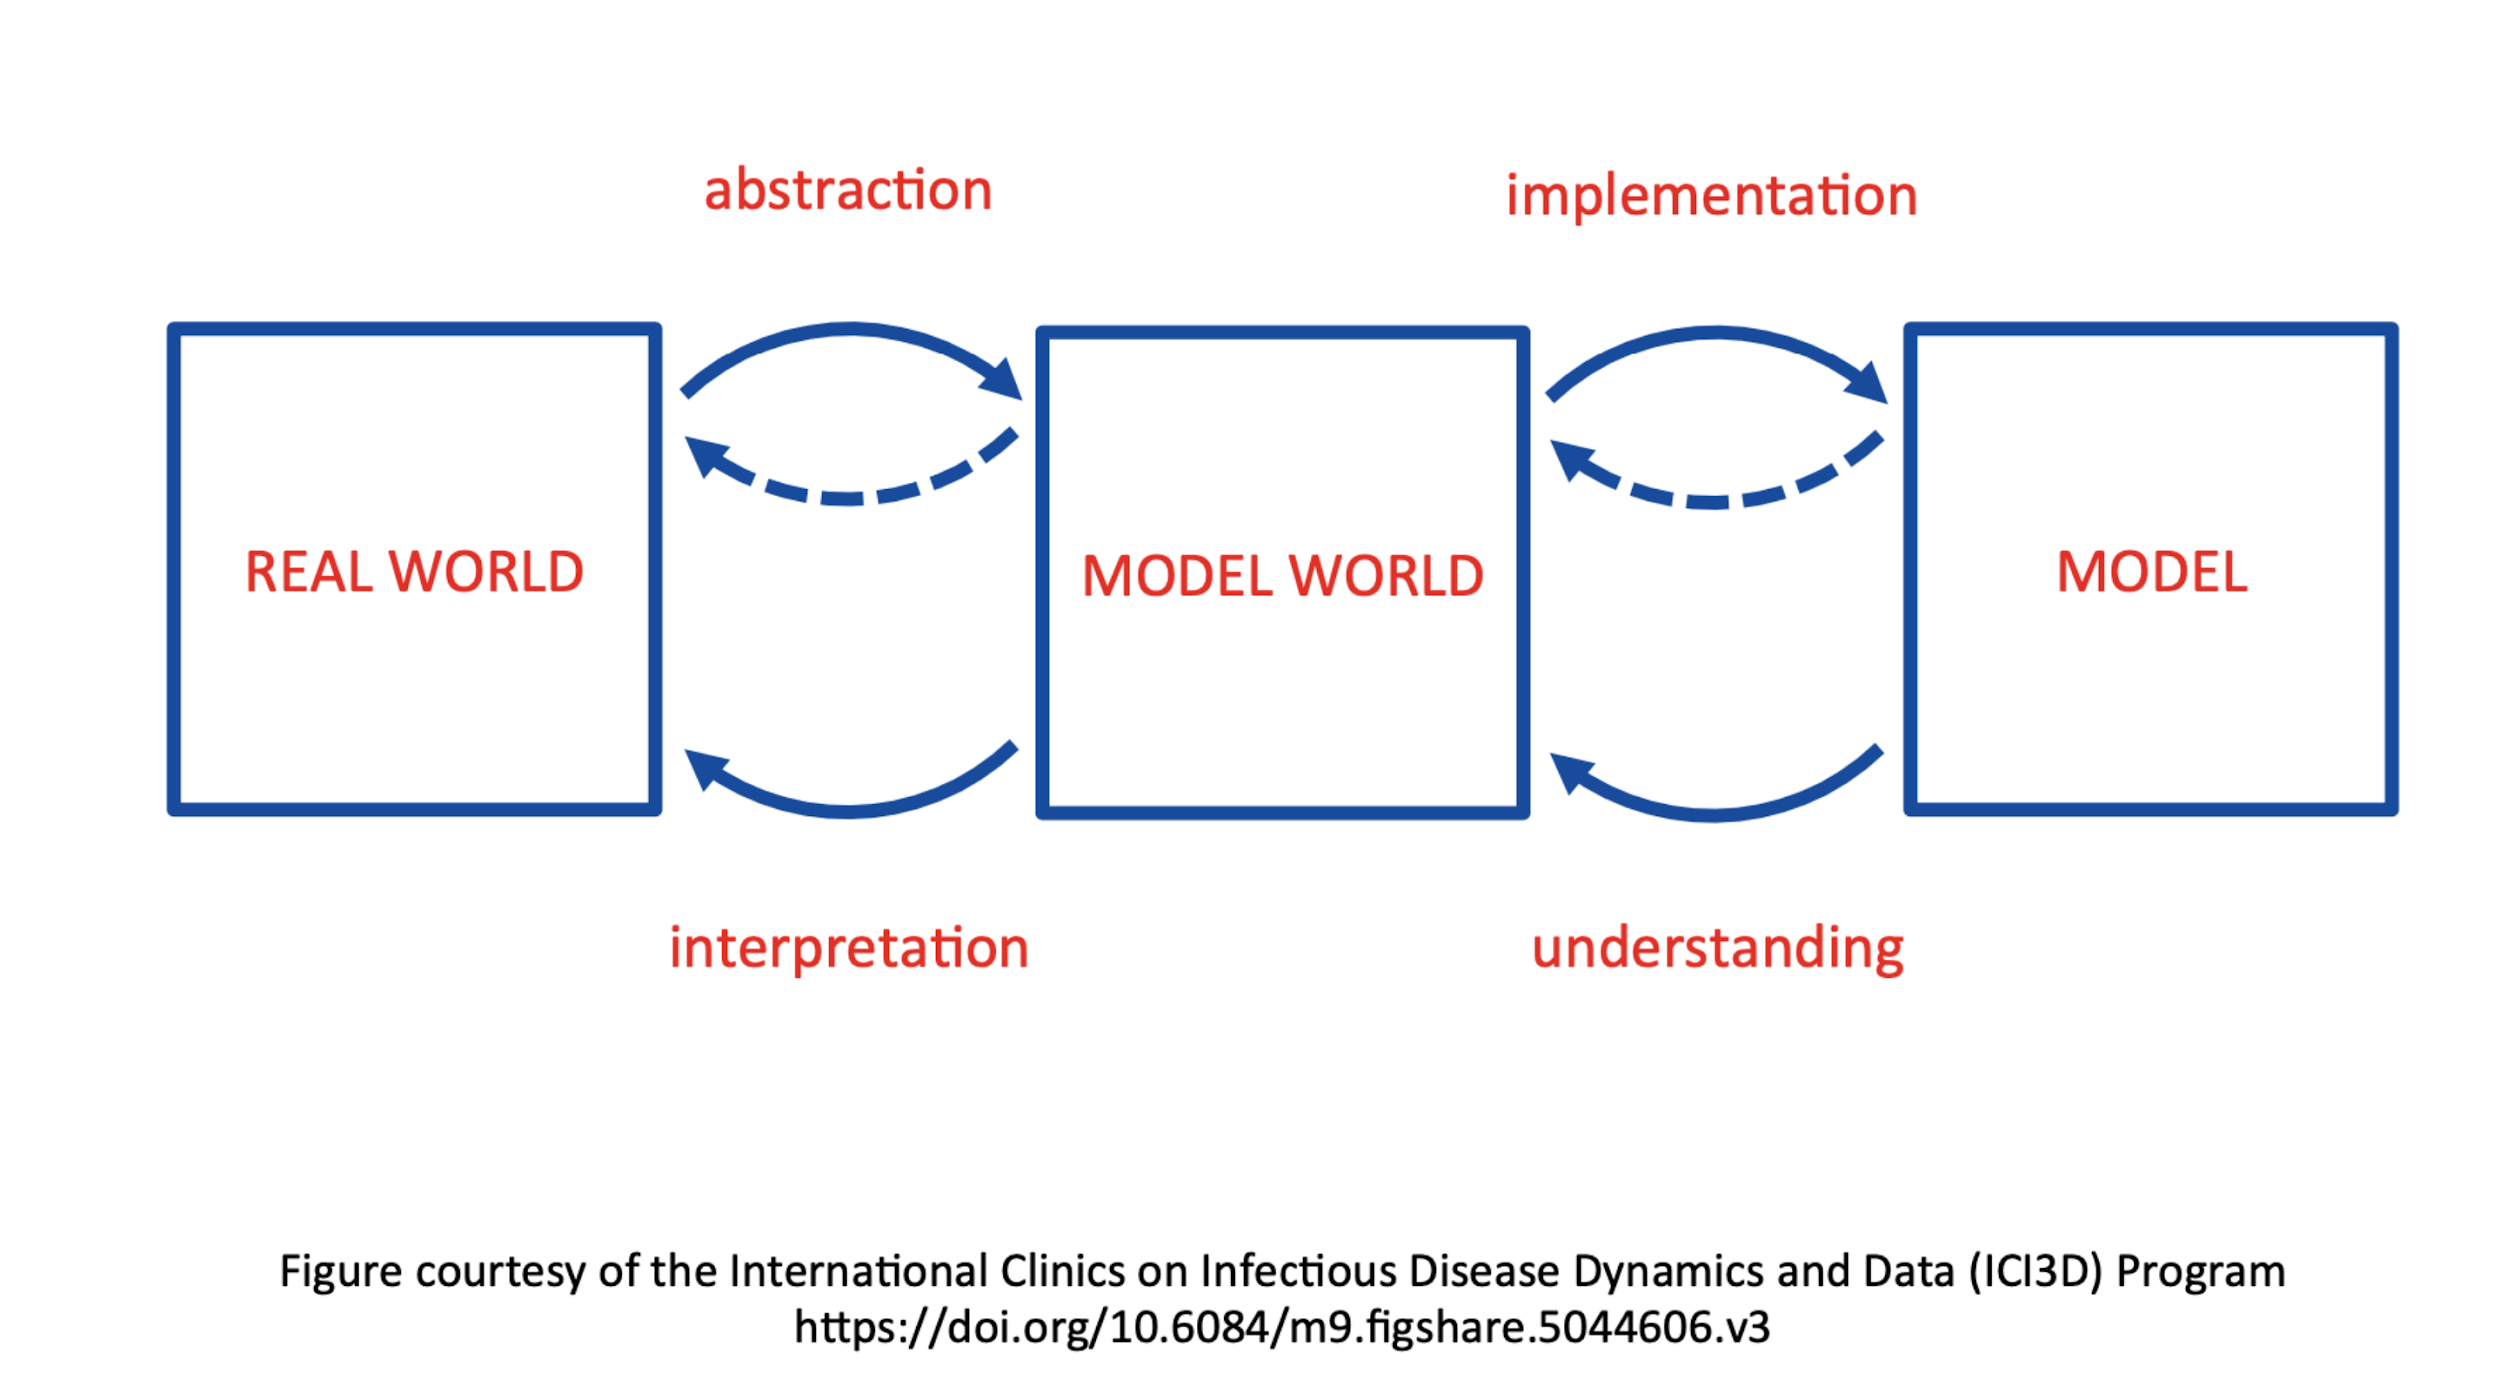 abstraction
implementation
REAL WORLD
MODEL WORLD
MODEL
interpretation
understanding
Figure courtesy of the International Clinics on Infectious Disease Dynamics and Data (ICI3D) Program
https://doi.org/10.6084/m9.figshare.5044606.v3